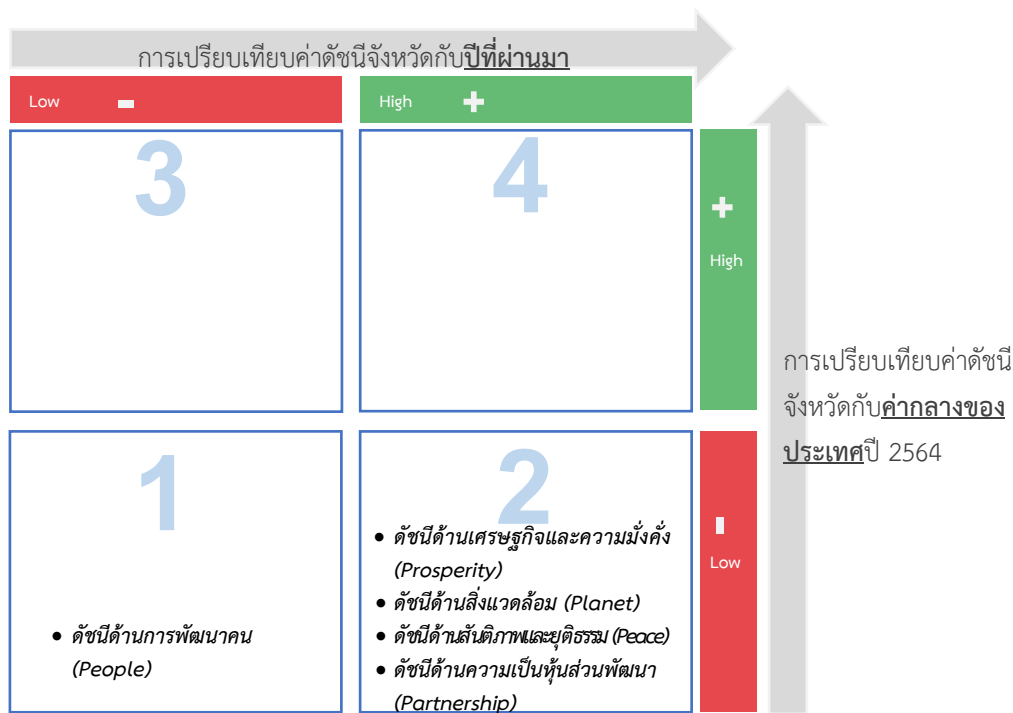 การเปรียบเทียบค่าดัชนีจังหวัดกับปีที่ผ่านมา
Low -
High +
3
4
+
High
การเปรียบเทียบค่าดัชนี
จังหวัดกับค่ากลางของ
ประเทศปี 2564
1
• ดัชนีด้านการพัฒนาคน
(People)
2
• ดัชนีด้านเศรษฐกิจและความมั่งคั่ง
(Prosperity)
• ดัชนีด้านสิ่งแวดล้อม (Planet)
• ดัชนีด้านสันติภาพและยุติธรรม (Peace)
• ดัชนีด้านความเป็นหุ้นส่วนพัฒนา
(Partnership)
-
Low